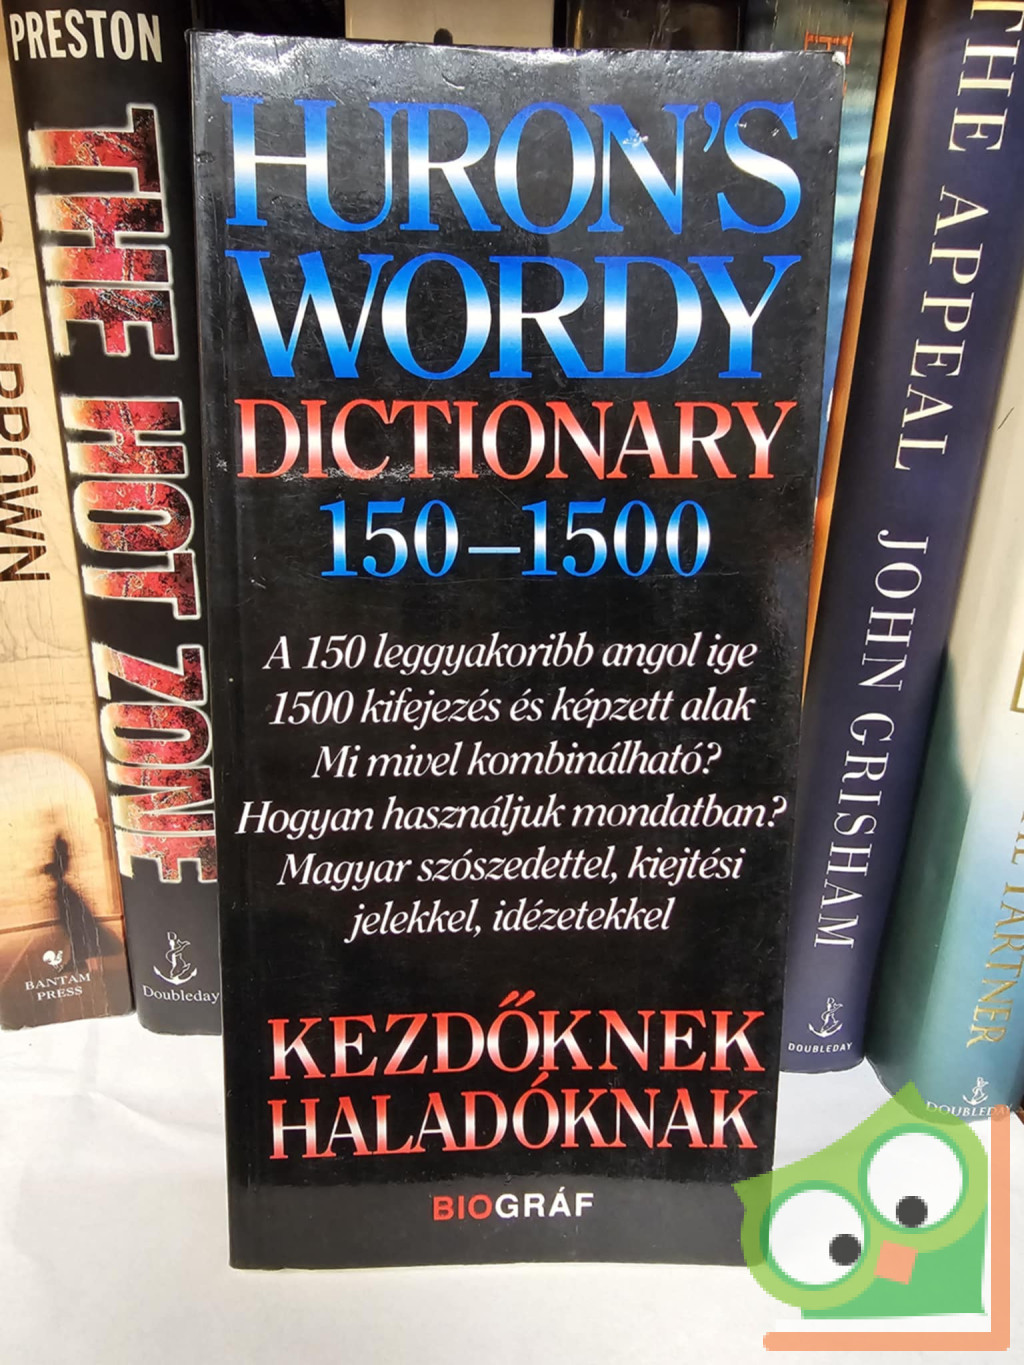 PRESTON
THE HOT ZONE
Doubleday
BANTAM
PRESS
HURON'S
WORDY
DICTIONARY
150–1500
A 150 leggyakoribb angol ige
1500 kifejezés és képzett alak
Mi mivel kombinálható?
Hogyan használjuk mondatban?
Magyar szószedettel, kiejtési
jelekkel, idézetekkel
KEZDŐKNEK
HALADÓKNAK
BIOGRÁF
THE APPEAL JOHN GRISHAM
DOUBLEDAY
PARTNER
DOUBLEDAY